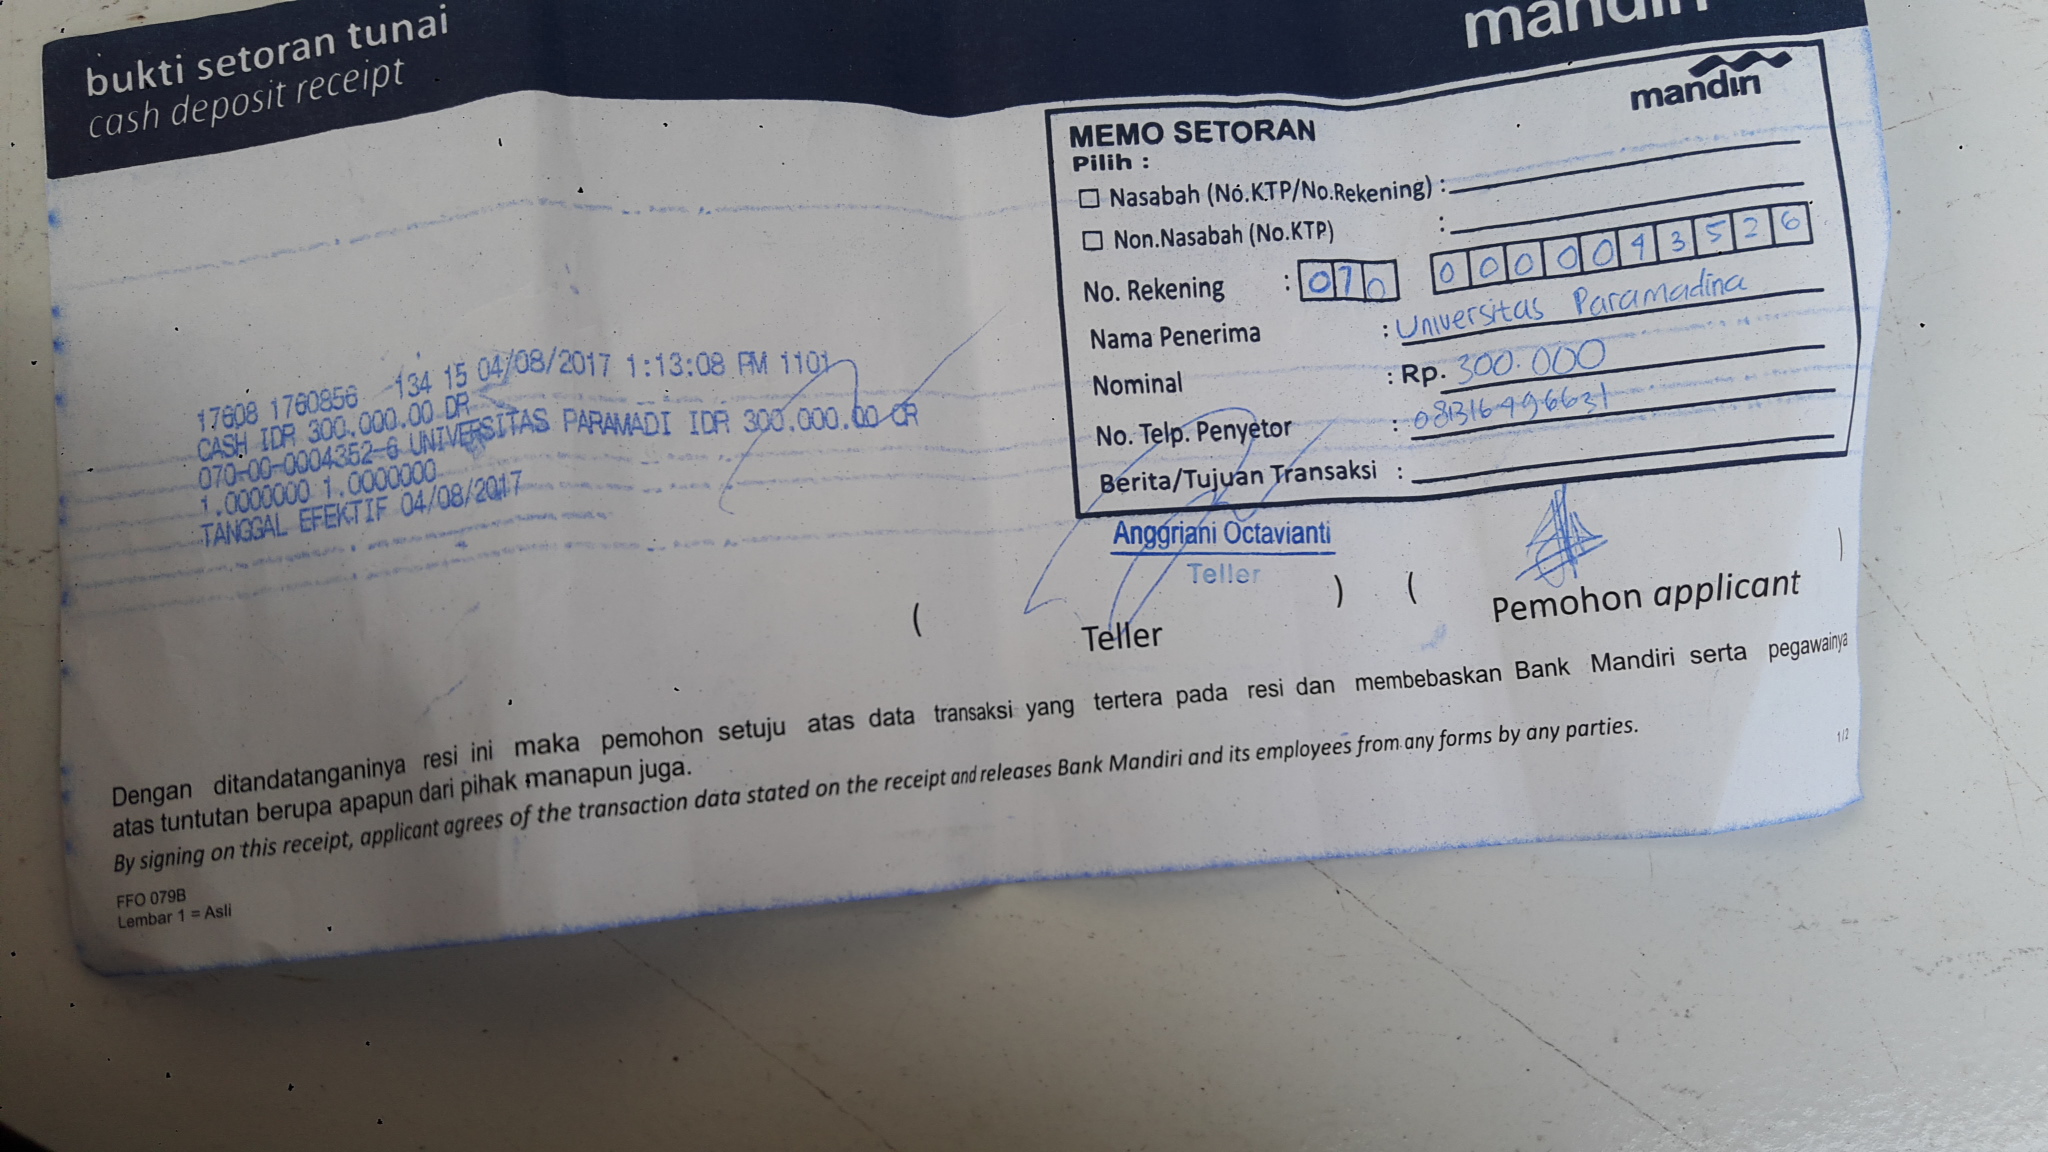 bukti setoran tunai
cash deposit receipt
mandiri
mandiri
MEMO SETORAN
Pilih :
Nasabah (No.KTP/No.Rekening) :
Non.Nasabah (No.KTP) :
No. Rekening : 070 0000043526
Nama Penerima : Universitas Paramadina
Nominal : Rp. 300.000
No. Telp. Penyetor : 081316496631
Berita/Tujuan Transaksi :
17608 1760856 134 15 04/08/2017 1:13:08 PM 1101
CASH IDR 300.000.00 DR
070-00-0004352-6 UNIVERSITAS PARAMADI IDR 300.000.00 CR
1.0000000 1.0000000
TANGGAL EFEKTIF 04/08/2017
Anggriani Octavianti
Teller
( ) ( )
Teller
Pemohon applicant
Dengan ditandatanganinya resi ini maka pemohon setuju atas data transaksi yang tertera pada resi dan membebaskan Bank Mandiri serta pegawainya
atas tuntutan berupa apapun dari pihak manapun juga.
By signing on this receipt, applicant agrees of the transaction data stated on the receipt and releases Bank Mandiri and its employees from any forms by any parties.
1/2
FFO 079B
Lembar 1 = Asli